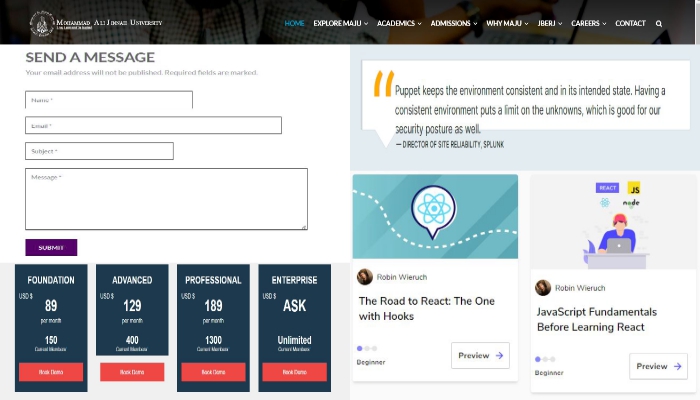 MOHAMMAD ALI JINNAH UNIVERSITY
HOME EXPLORE MAJU ACADEMICS ADMISSIONS WHY MAJU JBERJ CAREERS CONTACT
SEND A MESSAGE
Your email address will not be published. Required fields are marked.
Name *
Email *
Subject *
Message *
SUBMIT
“
Puppet keeps the environment consistent and in its intended state. Having a
consistent environment puts a limit on the unknowns, which is good for our
security posture as well.
— DIRECTOR OF SITE RELIABILITY, SPLUNK
FOUNDATION
USD $
89
per month
150
Current Members
Book Demo
ADVANCED
USD $
129
per month
400
Current Members
Book Demo
PROFESSIONAL
USD $
189
per month
1300
Current Members
Book Demo
ENTERPRISE
USD $
ASK
Unlimited
Current Members
Book Demo
Robin Wieruch
The Road to React: The One
with Hooks
Beginner
Preview
REACT
JS
node
Robin Wieruch
JavaScript Fundamentals
Before Learning React
Beginner
Preview